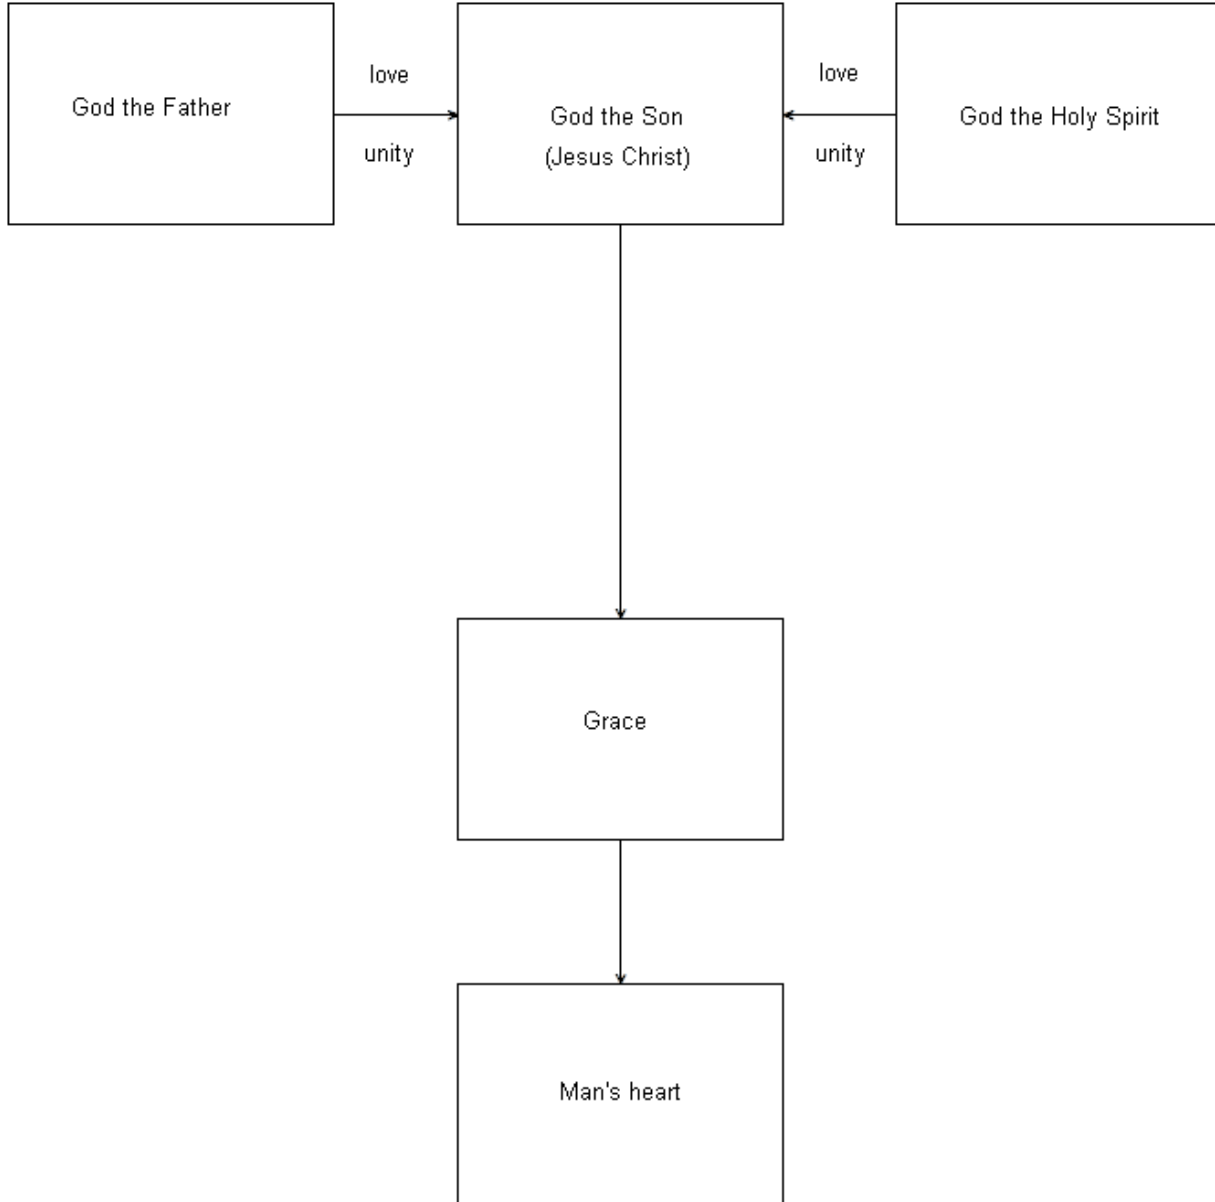 love
love
God the Father
God the Son
(Jesus Christ)
God the Holy Spirit
unity
unity
Grace
Man's heart